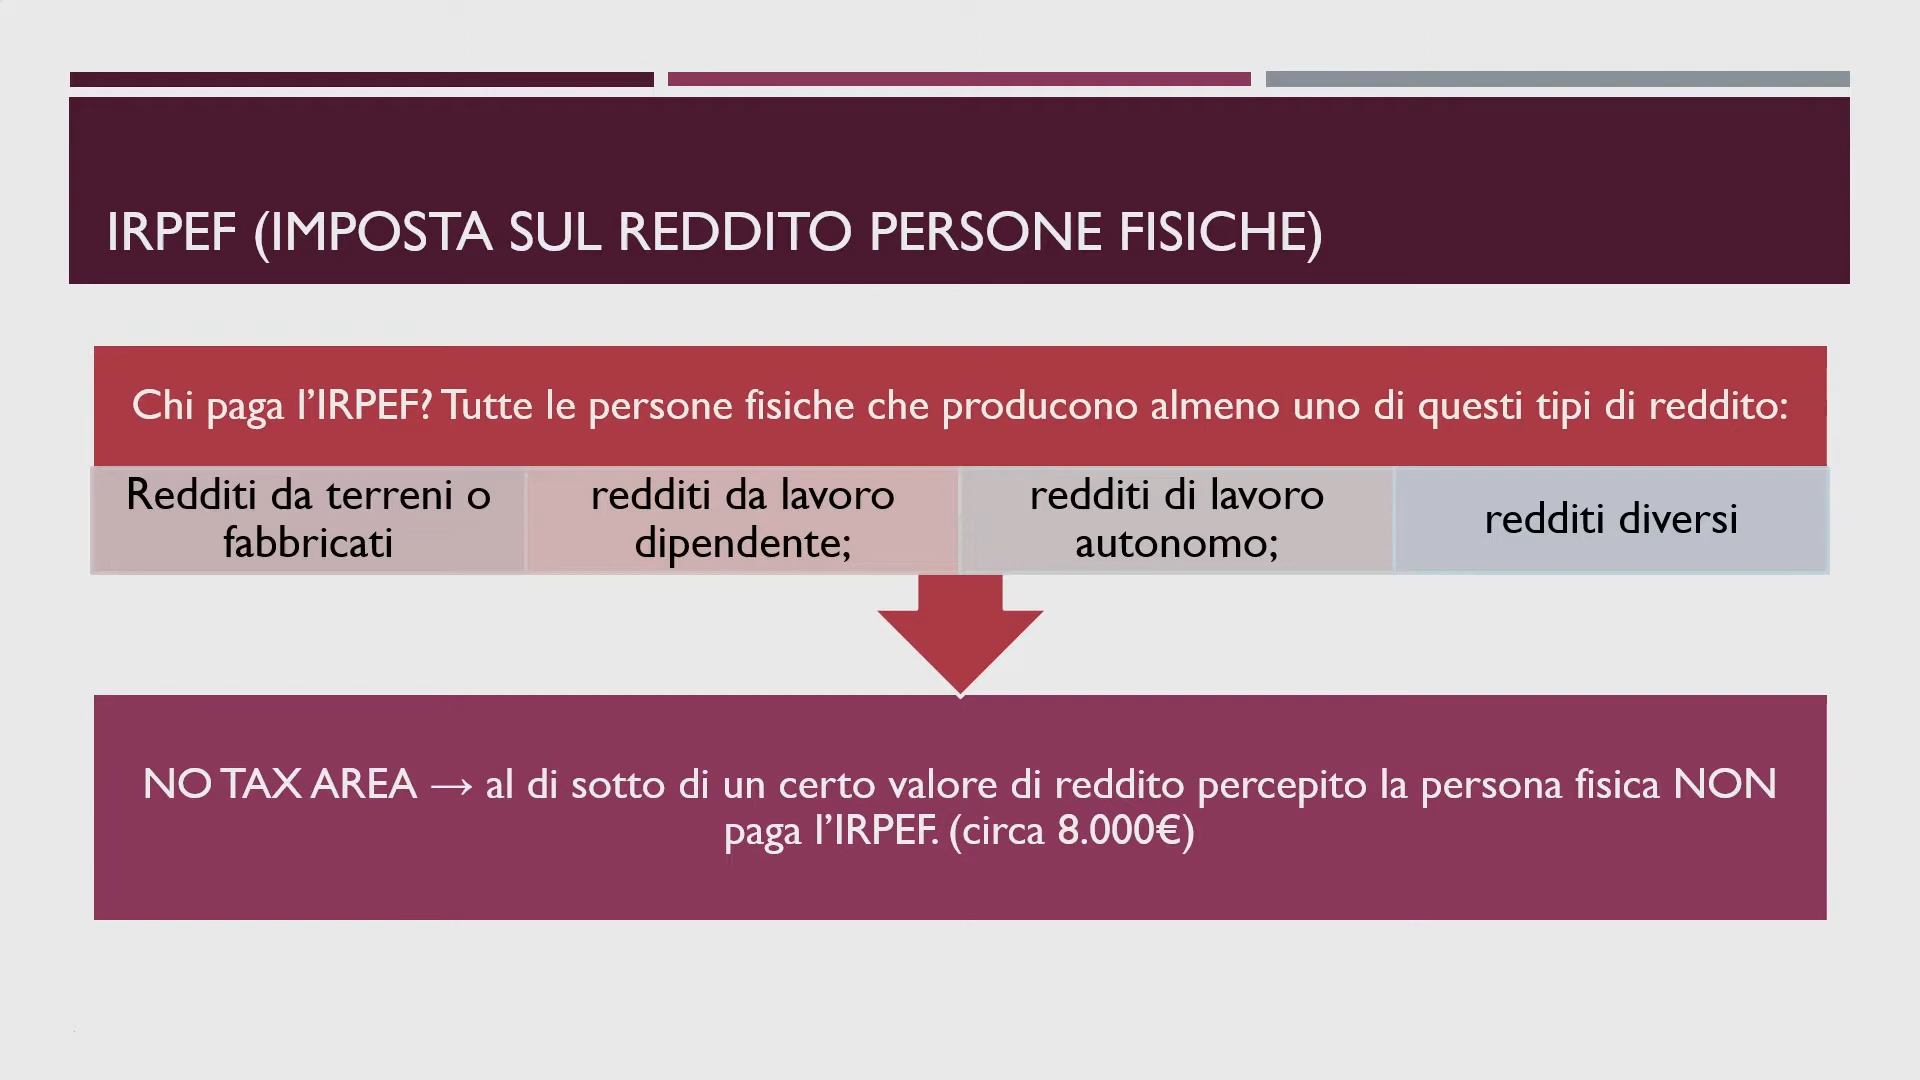 IRPEF (IMPOSTA SUL REDDITO PERSONE FISICHE)
Chi paga l’IRPEF? Tutte le persone fisiche che producono almeno uno di questi tipi di reddito:
Redditi da terreni o
fabbricati
redditi da lavoro
dipendente;
redditi di lavoro
autonomo;
redditi diversi
NO TAX AREA → al di sotto di un certo valore di reddito percepito la persona fisica NON
paga l’IRPEF. (circa 8.000€)